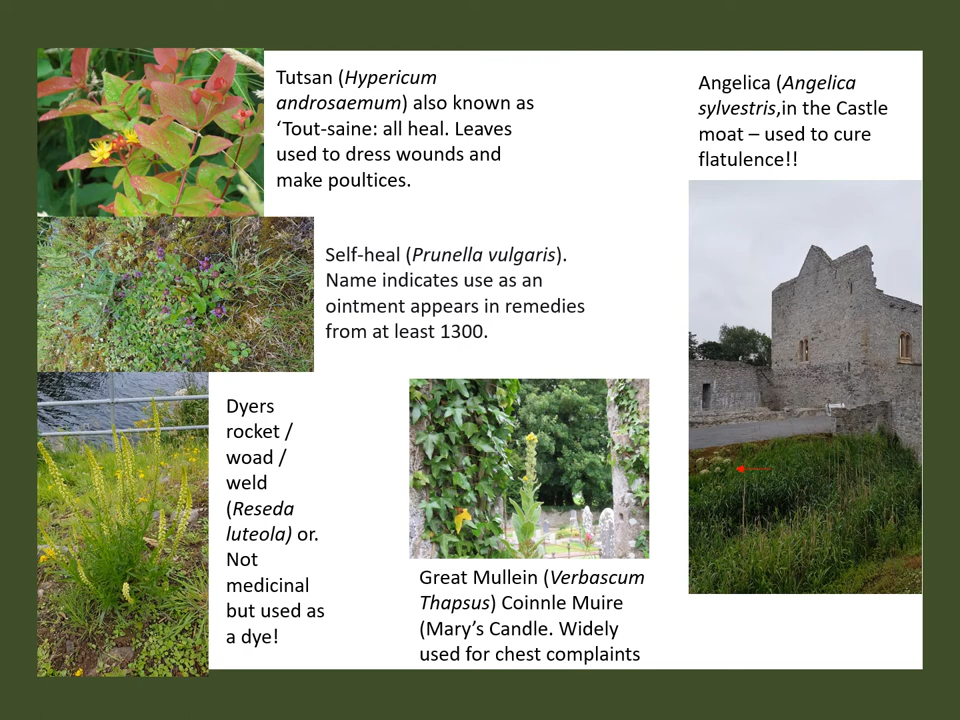 Tutsan (Hypericum
androsaemum) also known as
‘Tout-saine: all heal. Leaves
used to dress wounds and
make poultices.
Angelica (Angelica
sylvestris,in the Castle
moat – used to cure
flatulence!!
Self-heal (Prunella vulgaris).
Name indicates use as an
ointment appears in remedies
from at least 1300.
Dyers
rocket /
woad /
weld
(Reseda
luteola) or.
Not
medicinal
but used as
a dye!
Great Mullein (Verbascum
Thapsus) Coinnle Muire
(Mary’s Candle. Widely
used for chest complaints